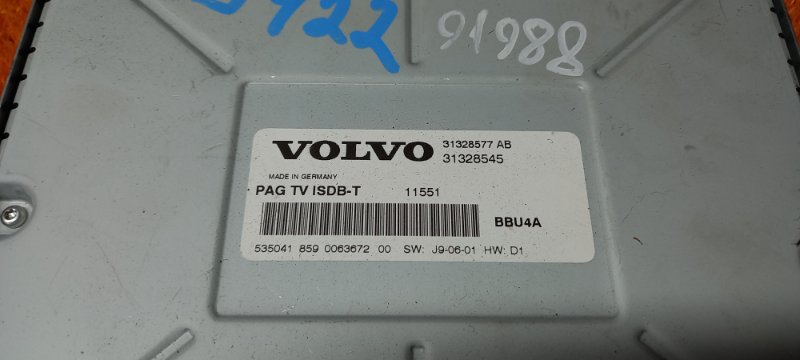 91988
VOLVO 31328577 AB
31328545
MADE IN GERMANY
PAG TV ISDB-T 11551
BBU4A
535041 859 0063672 00 SW: J9-06-01 HW: D1